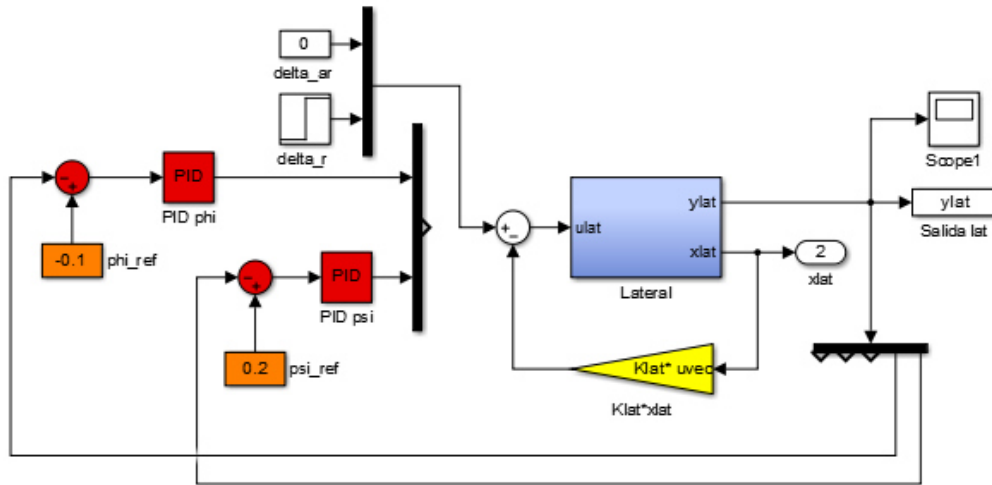 0
delta_ar
delta_r
Scope1
-
+
PID
PID phi
ylat
ylat
Salida lat
ulat
+
-
xlat
2
xlat
-0.1
phi_ref
-
+
PID
PID psi
Lateral
0.2
psi_ref
Klat* uvec
Klat*xlat